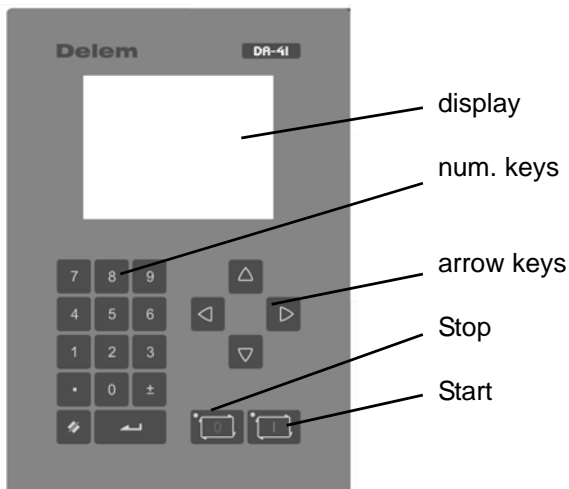 Delem DA-41
display
num. keys
7 8 9
arrow keys
4 5 6
Stop
1 2 3
Start
. 0 ±
0 I